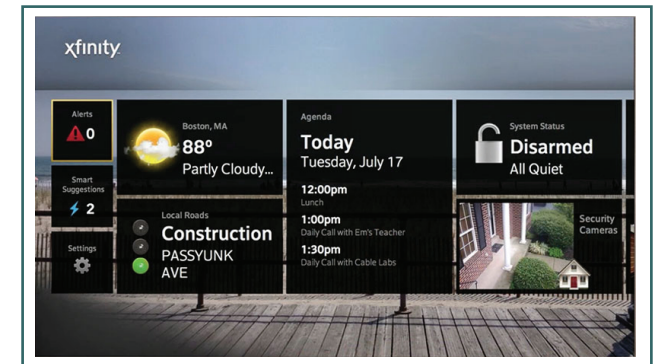 xfinity
Alerts
0
Smart
Suggestions
2
Settings
Boston, MA
88°
Partly Cloudy...
Local Roads
Construction
PASSYUNK
AVE
Agenda
Today
Tuesday, July 17
12:00pm
Lunch
1:00pm
Daily Call with Em's Teacher
1:30pm
Daily Call with Cable Labs
System Status
Disarmed
All Quiet
Security
Cameras